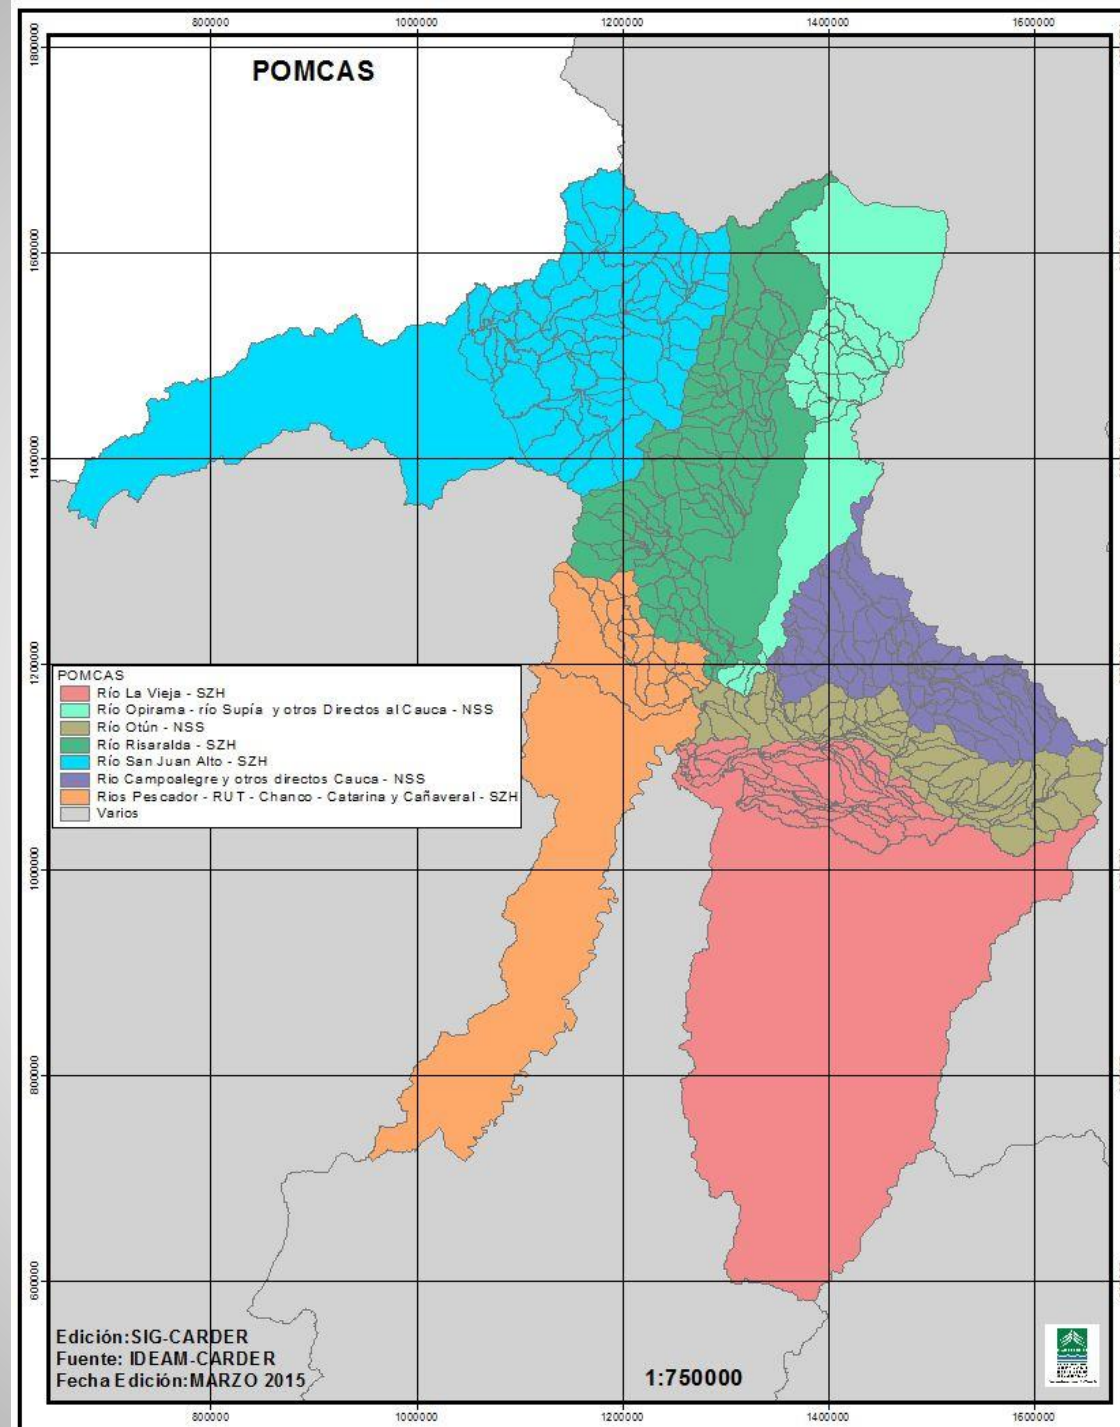 800000 1000000 1200000 1400000 1600000
POMCAS
1800000
1600000
1400000
1200000
1000000
800000
600000
POMCAS
Río La Vieja - SZH
Río Opirama - río Supía y otros Directos al Cauca - NSS
Río Otún - NSS
Río Risaralda - SZH
Río San Juan Alto - SZH
Rio Campoalegre y otros directos Cauca - NSS
Rios Pescador - RUT - Chanco - Catarina y Cañaveral - SZH
Varios
Edición:SIG-CARDER
Fuente: IDEAM-CARDER
Fecha Edición:MARZO 2015
1:750000
800000 1000000 1200000 1400000 1600000